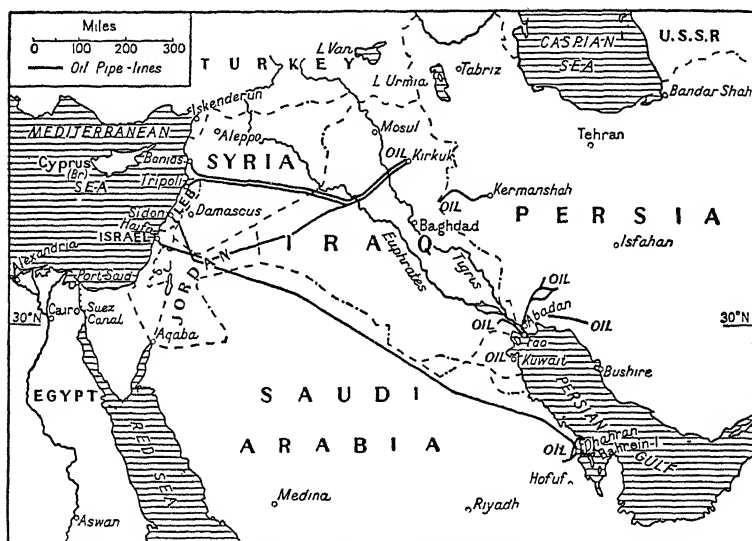 Miles
0 100 200 300
Oil Pipe-lines
TURKEY
L.Van
L Urmia
Tabriz
CASPIAN
SEA
U.S.S.R
Bandar Shah
Iskenderun
MEDITERRANEAN
Aleppo
Mosul
Tehran
Cyprus
(Br)
SEA
Banias
SYRIA
OIL
Kirkuk
Tripoli
Kermanshah
OIL
PERSIA
LEB
Sidon
Damascus
Baghdad
Haifa
ISRAEL
IRAQ
Isfahan
Alexandria
Port-Said
JORDAN
Euphrates
Tigrus
Cairo
Suez
Canal
30°N
OIL
Abadan
OIL
30°N
Fao
Aqaba
OIL
Kuwait
Bushire
EGYPT
SAUDI
PERSIAN
GULF
RED SEA
ARABIA
OIL
Dhahran
Bahrein-I
Hofuf
Medina
Riyadh
Aswan